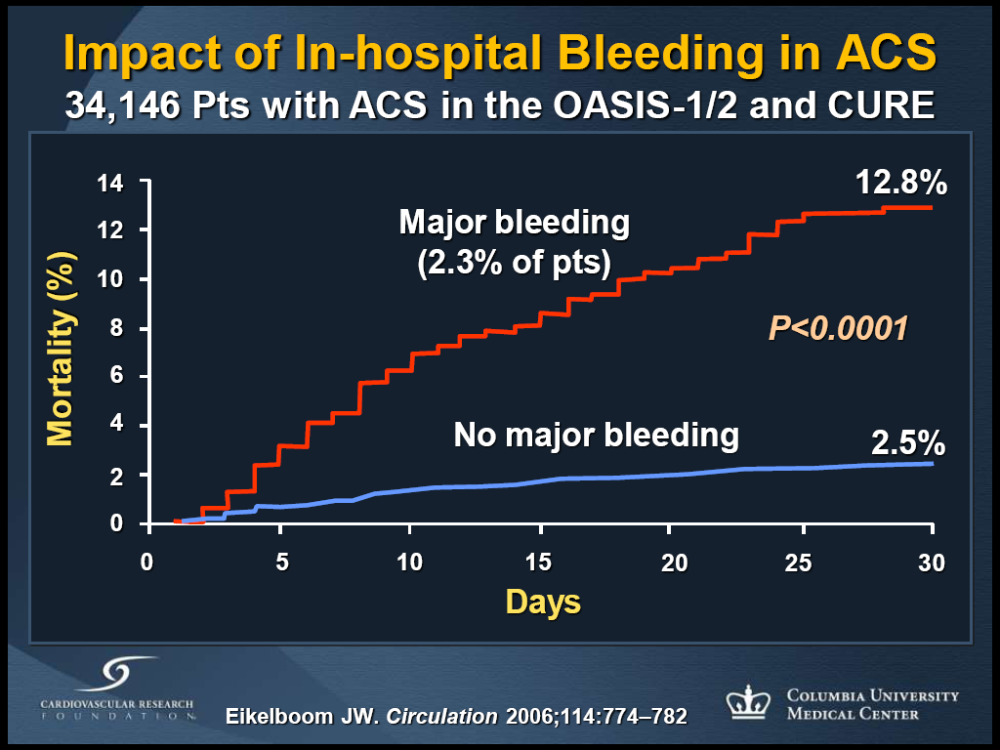 Impact of In-hospital Bleeding in ACS
34,146 Pts with ACS in the OASIS-1/2 and CURE
14
12
10
8
6
4
2
0
Mortality (%)
12.8%
Major bleeding
(2.3% of pts)
P<0.0001
No major bleeding
2.5%
0 5 10 15 20 25 30
Days
CARDIOVASCULAR RESEARCH
FOUNDATION
Eikelboom JW. Circulation 2006;114:774–782
COLUMBIA UNIVERSITY
MEDICAL CENTER